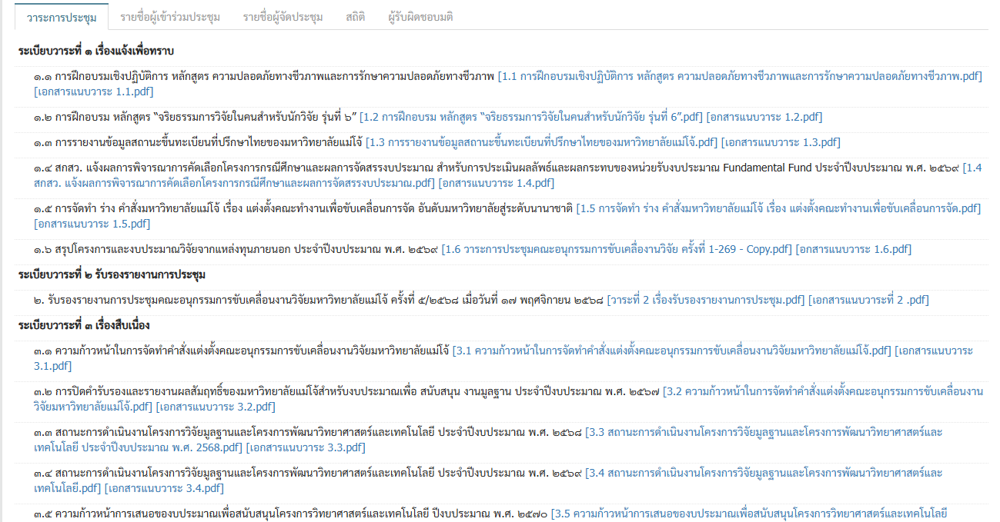 วาระการประชุม รายชื่อผู้เข้าร่วมประชุม รายชื่อผู้จัดประชุม สถิติ ผู้รับผิดชอบมติ
ระเบียบวาระที่ ๑ เรื่องแจ้งเพื่อทราบ
๑.๑ การฝึกอบรมเชิงปฏิบัติการ หลักสูตร ความปลอดภัยทางชีวภาพและการรักษาความปลอดภัยทางชีวภาพ [1.1 การฝึกอบรมเชิงปฏิบัติการ หลักสูตร ความปลอดภัยทางชีวภาพและการรักษาความปลอดภัยทางชีวภาพ.pdf]
[เอกสารแนบวาระ 1.1.pdf]
๑.๒ การฝึกอบรม หลักสูตร “จริยธรรมการวิจัยในคนสำหรับนักวิจัย รุ่นที่ ๖” [1.2 การฝึกอบรม หลักสูตร “จริยธรรมการวิจัยในคนสำหรับนักวิจัย รุ่นที่ 6”.pdf] [อกสารแนบวาระ 1.2.pdf]
๑.๓ การรายงานข้อมูลสถานะขึ้นทะเบียนที่ปรึกษาไทยของมหาวิทยาลัยแม่โจ้ [1.3 การรายงานข้อมูลสถานะขึ้นทะเบียนที่ปรึกษาไทยของมหาวิทยาลัยแม่โจ้.pdf] [เอกสารแนบวาระ 1.3.pdf]
๑.๔ สกสว. แจ้งผลการพิจารณาการคัดเลือกโครงการกรณีศึกษาและผลการจัดสรรงบประมาณ สำหรับการประเมินผลลัพธ์และผลกระทบของหน่วยรับงบประมาณ Fundamental Fund ประจำปีงบประมาณ พ.ศ. ๒๕๖๙ [1.4
สกสว. แจ้งผลการพิจารณาการคัดเลือกโครงการกรณีศึกษาและผลการจัดสรรงบประมาณ.pdf] [อกสารแนบวาระ 1.4.pdf]
๑.๕ การจัดทำ ร่าง คำสั่งมหาวิทยาลัยแม่โจ้ เรื่อง แต่งตั้งคณะทำงานเพื่อขับเคลื่อนการจัด อันดับมหาวิทยาลัยสู่ระดับนานาชาติ [1.5 การจัดทำ ร่าง คำสั่งมหาวิทยาลัยแม่โจ้ เรื่อง แต่งตั้งคณะทำงานเพื่อขับเคลื่อนการจัด.pdf]
[อกสารแนบวาระ 1.5.pdf]
๑.๖ สรุปโครงการและงบประมาณวิจัยจากแหล่งทุนภายนอก ประจำปีงบประมาณ พ.ศ. ๒๕๖๙ [1.6 วาระการประชุมคณะอนุกรรมการขับเคลื่องานวิจัย ครั้งที่ 1-269 - Copy.pdf] [อกสารแนบวาระ 1.6.pdf]
ระเบียบวาระที่ ๒ รับรองรายงานการประชุม
๒. รับรองรายงานการประชุมคณะอนุกรรมการขับเคลื่อนงานวิจัยมหาวิทยาลัยแม่โจ้ ครั้งที่ ๕/๒๕๖๘ เมื่อวันที่ ๑๗ พฤศจิกายน ๒๕๖๘ [วาระที่ 2 เรื่องรับรองรายงานการประชุม.pdf] [เอกสารแนบวาระที่ 2 .pdf]
ระเบียบวาระที่ ๓ เรื่องสืบเนื่อง
๓.๑ ความก้าวหน้าในการจัดทำคำสั่งแต่งตั้งคณะอนุกรรมการขับเคลื่อนงานวิจัยมหาวิทยาลัยแม่โจ้ [3.1 ความก้าวหน้าในการจัดทำคำสั่งแต่งตั้งคณะอนุกรรมการขับเคลื่อนงานวิจัยมหาวิทยาลัยแม่โจ้.pdf] [เอกสารแนบวาระ
3.1.pdf]
๓.๒ การปิดคำรับรองและรายงานผลสัมฤทธิ์ของมหาวิทยาลัยแม่โจ้สำหรับงบประมาณเพื่อ สนับสนุน งานมูลฐาน ประจำปีงบประมาณ พ.ศ. ๒๕๖๗ [3.2 ความก้าวหน้าในการจัดทำคำสั่งแต่งตั้งคณะอนุกรรมการขับเคลื่อนงาน
วิจัยมหาวิทยาลัยแม่โจ้.pdf] [เอกสารแนบวาระ 3.2.pdf]
๓.๓ สถานะการดำเนินงานโครงการวิจัยมูลฐานและโครงการพัฒนาวิทยาศาสตร์และเทคโนโลยี ประจำปีงบประมาณ พ.ศ. ๒๕๖๘ [3.3 สถานะการดำเนินงานโครงการวิจัยมูลฐานและโครงการพัฒนาวิทยาศาสตร์และ
เทคโนโลยี ประจำปีงบประมาณ พ.ศ. 2568.pdf] [เอกสารแนบวาระ 3.3.pdf]
๓.๔ สถานะการดำเนินงานโครงการวิจัยมูลฐานและโครงการพัฒนาวิทยาศาสตร์และเทคโนโลยี ประจำปีงบประมาณ พ.ศ. ๒๕๖๙ [3.4 สถานะการดำเนินงานโครงการวิจัยมูลฐานและโครงการพัฒนาวิทยาศาสตร์และ
เทคโนโลยี.pdf] [เอกสารแนบวาระ 3.4.pdf]
๓.๕ ความก้าวหน้าการเสนอของบประมาณเพื่อสนับสนุนโครงการวิทยาศาสตร์และเทคโนโลยี ปีงบประมาณ พ.ศ. ๒๕๗๐ [3.5 ความก้าวหน้าการเสนอของบประมาณเพื่อสนับสนุนโครงการวิทยาศาสตร์และเทคโนโลยี